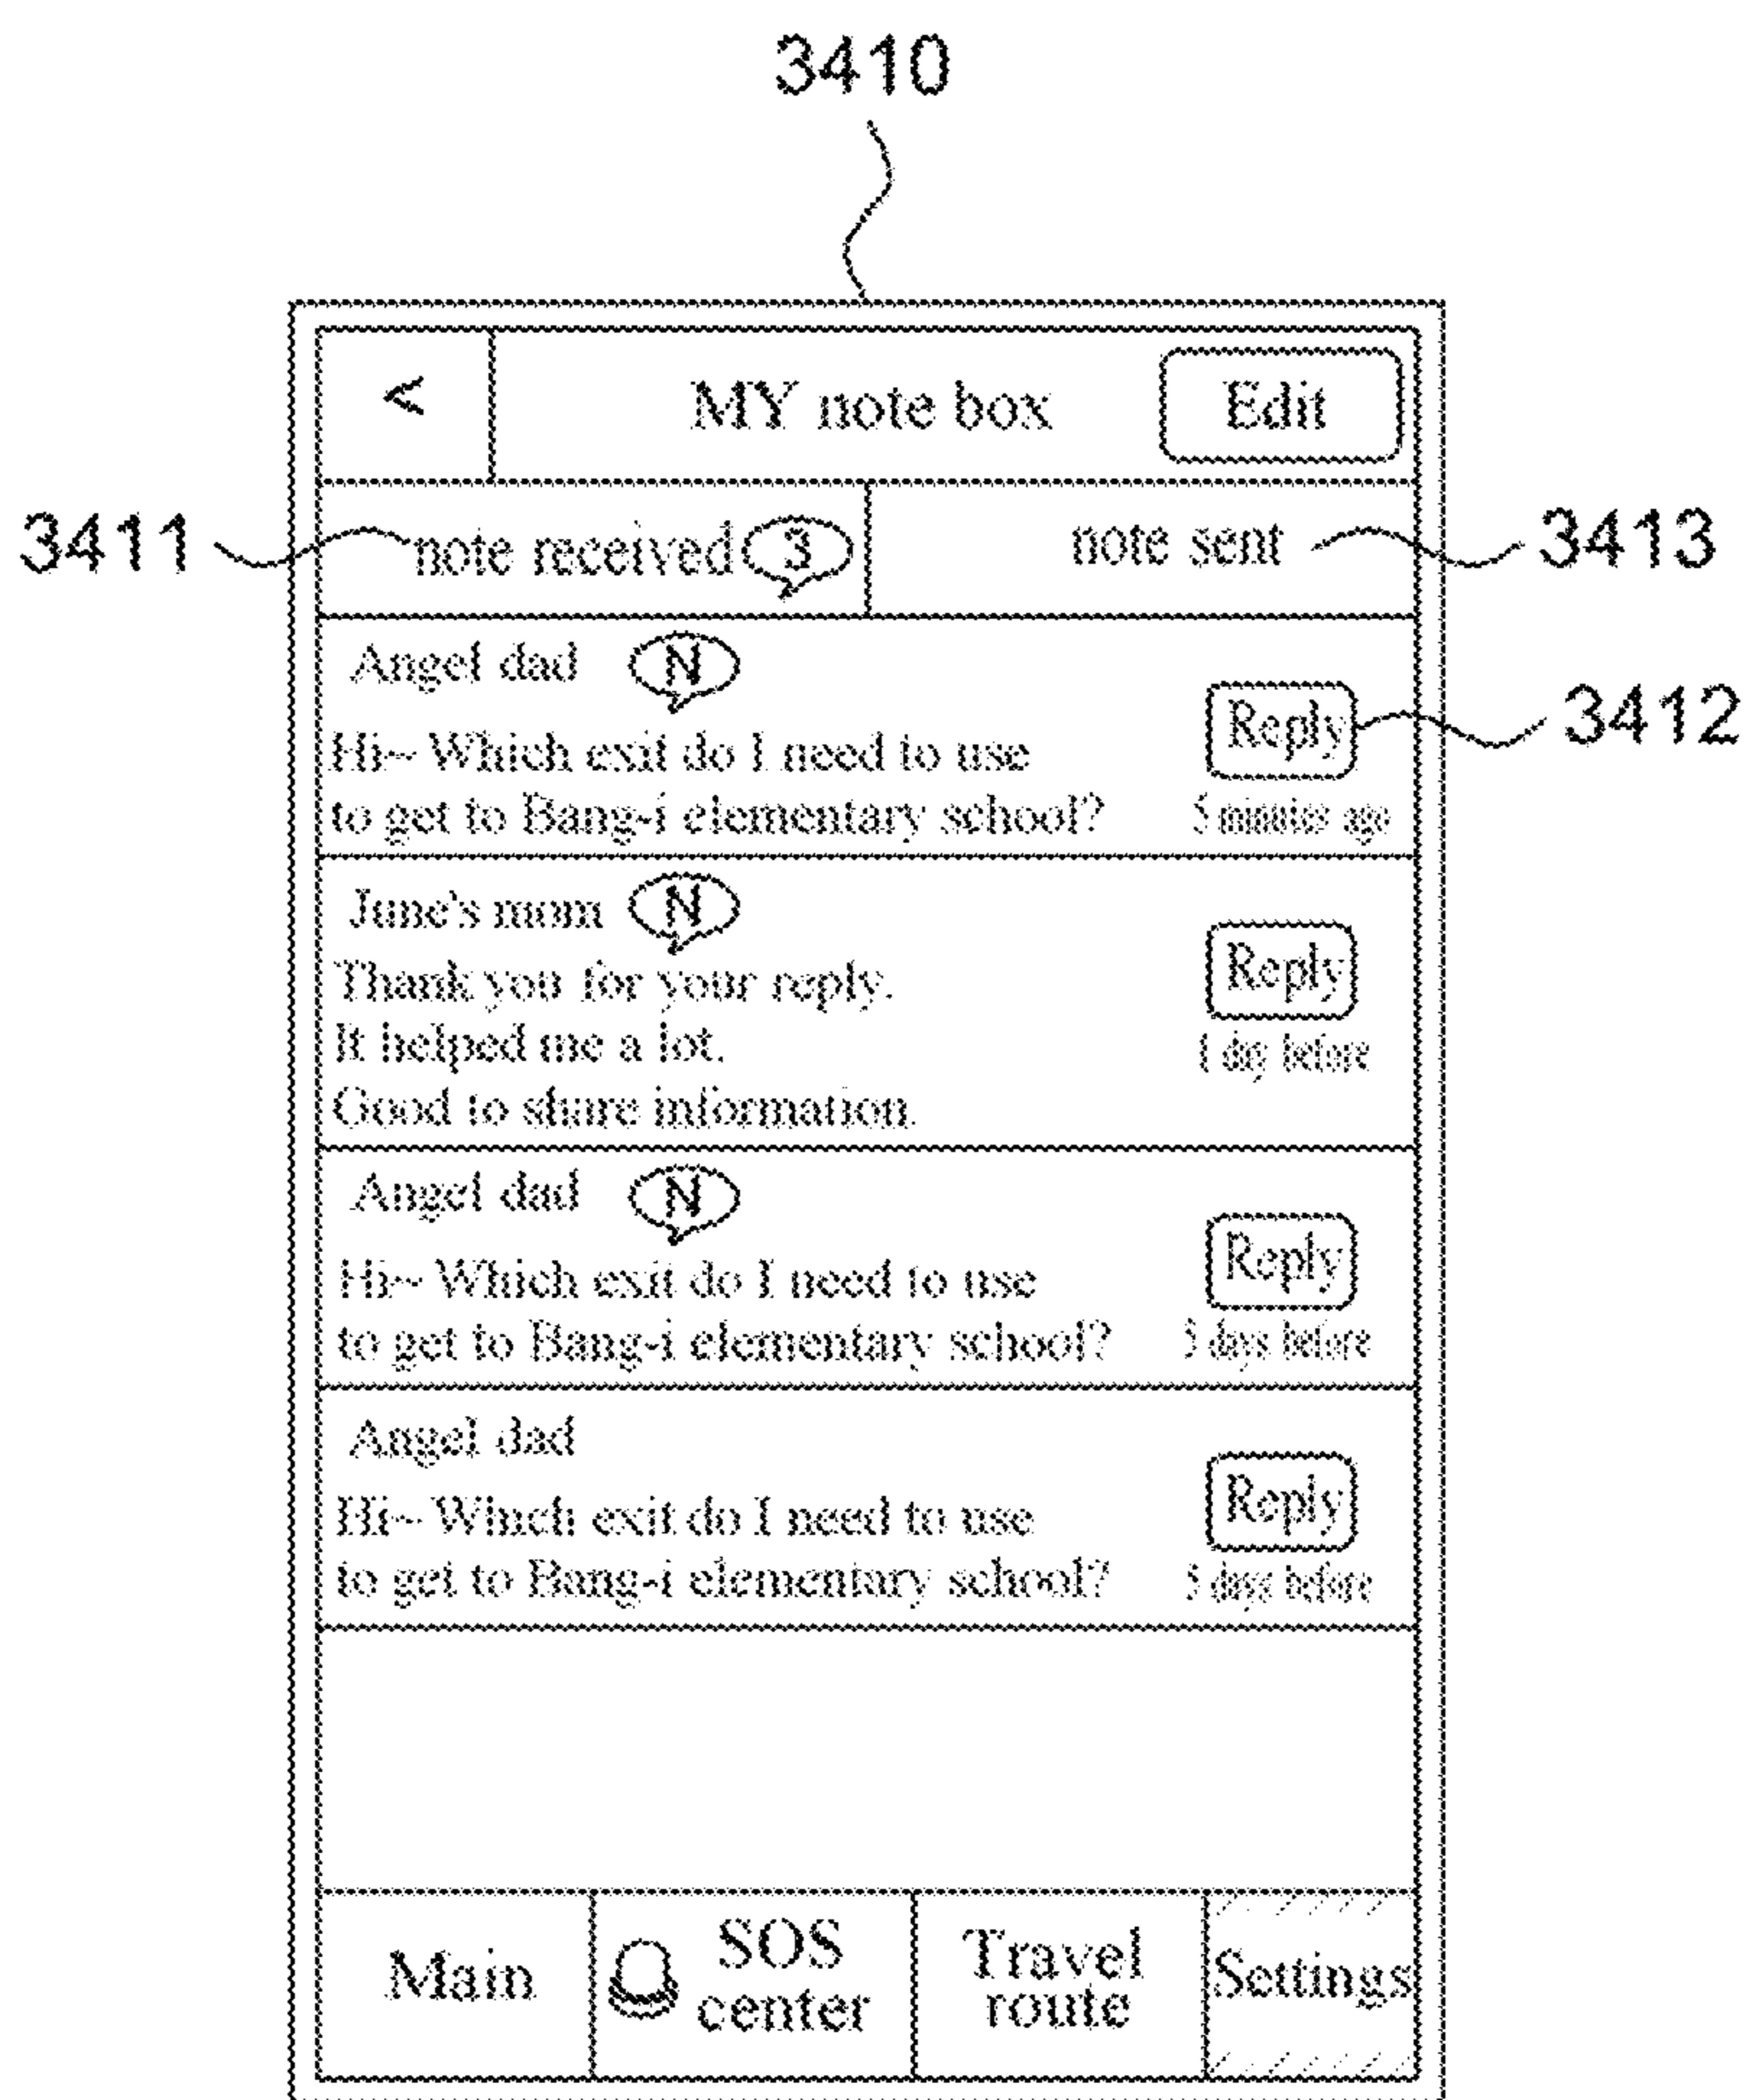 3410
<
MY note box
Edit
3411
note received
3
note sent
3413
Angel dad
N
Reply
3412
Hi~ Which exit do I need to use
to get to Bang-i elementary school?
5 minutes ago
June's mom
N
Thank you for your reply.
Reply
It helped me a lot.
1 day before
Good to share information.
Angel dad
N
Reply
Hi~ Which exit do I need to use
to get to Bang-i elementary school?
days before
Angel dad
Reply
Hi~ Which exit do I need to use
to get to Bang-i elementary school?
days before
Main
SOS
center
Travel
route
Settings